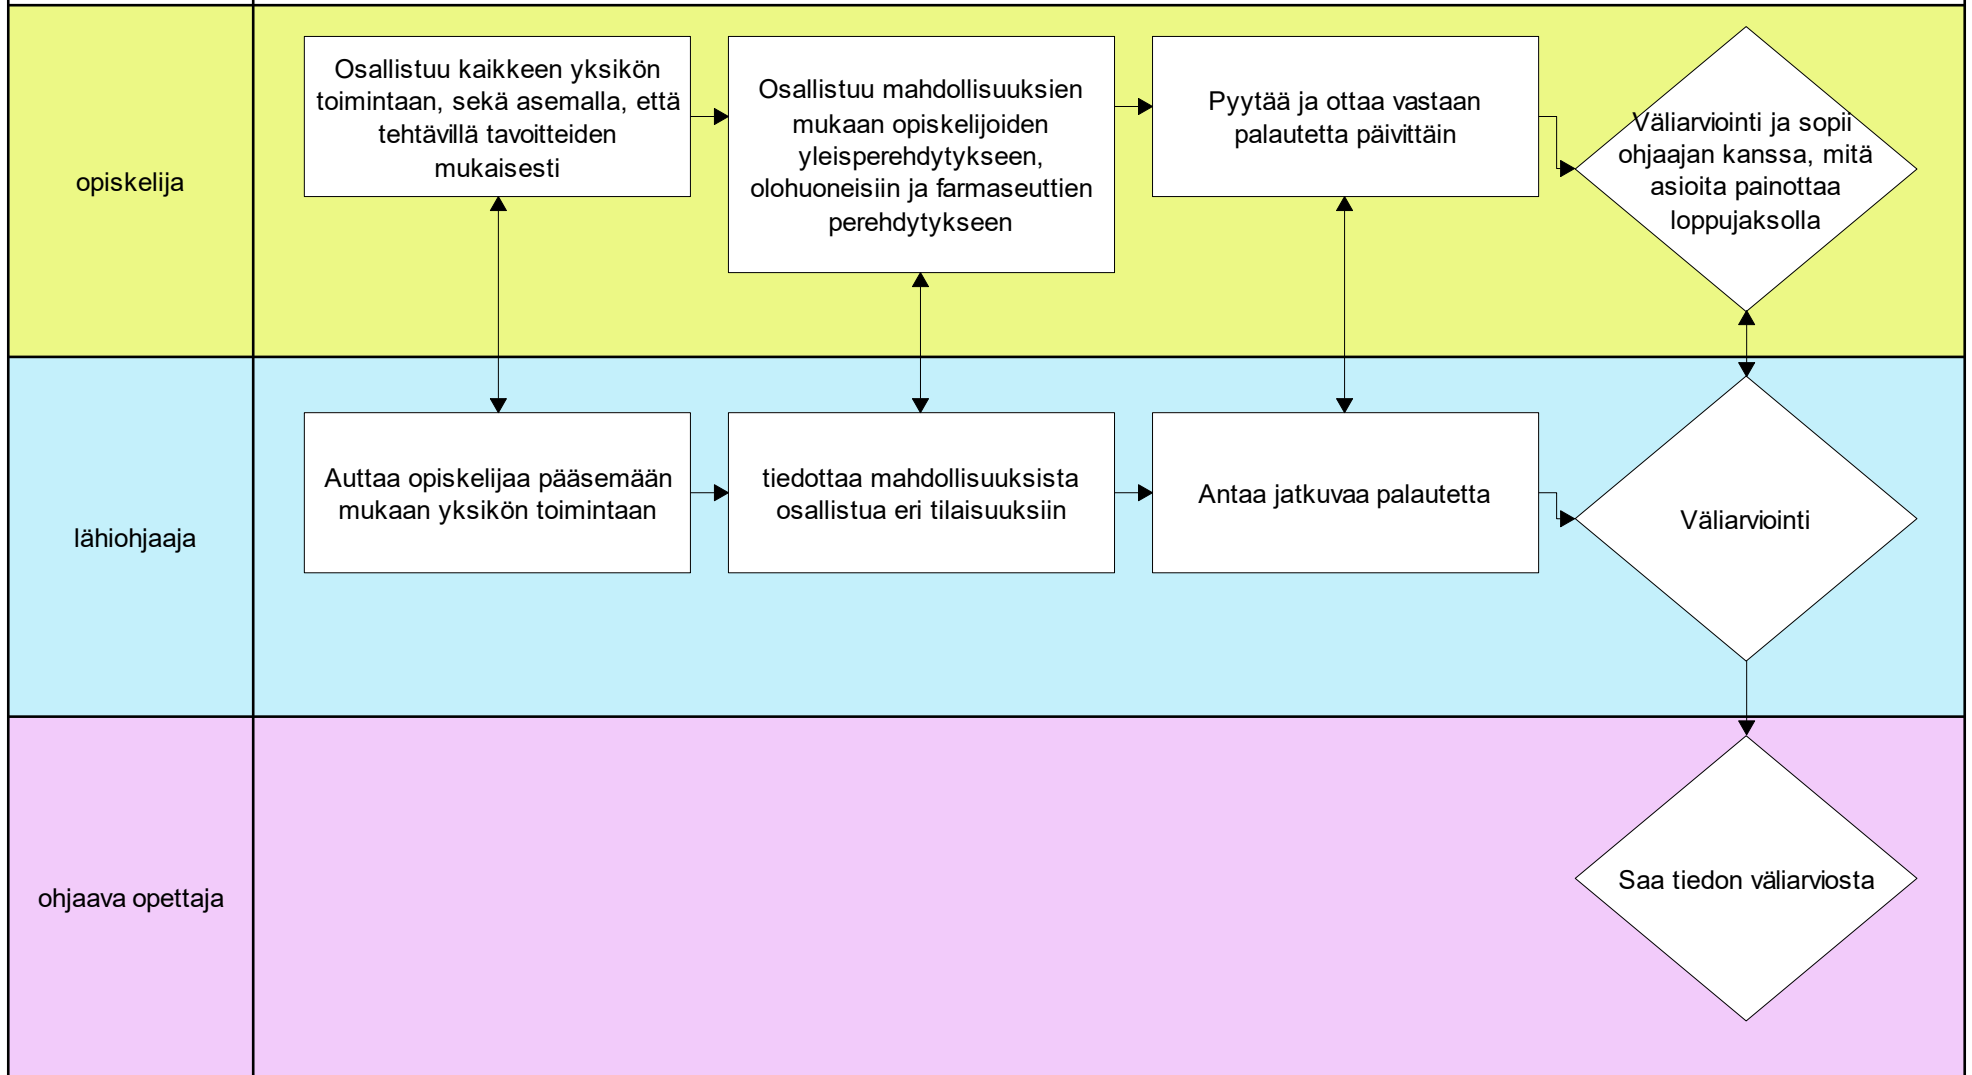 opiskelija
Osallistuu kaikkeen yksikön
toimintaan, sekä asemalla, että
tehtävillä tavoitteiden
mukaisesti
Osallistuu mahdollisuuksien
mukaan opiskelijoiden
yleisperehdytykseen,
olohuoneisiin ja farmaseuttien
perehdytykseen
Pyytää ja ottaa vastaan
palautetta päivittäin
Väliarviointi ja sopii
ohjaajan kanssa, mitä
asioita painottaa
loppujaksolla
lähiohjaaja
Auttaa opiskelijaa pääsemään
mukaan yksikön toimintaan
tiedottaa mahdollisuuksista
osallistua eri tilaisuuksiin
Antaa jatkuvaa palautetta
Väliarviointi
ohjaava opettaja
Saa tiedon väliarviosta